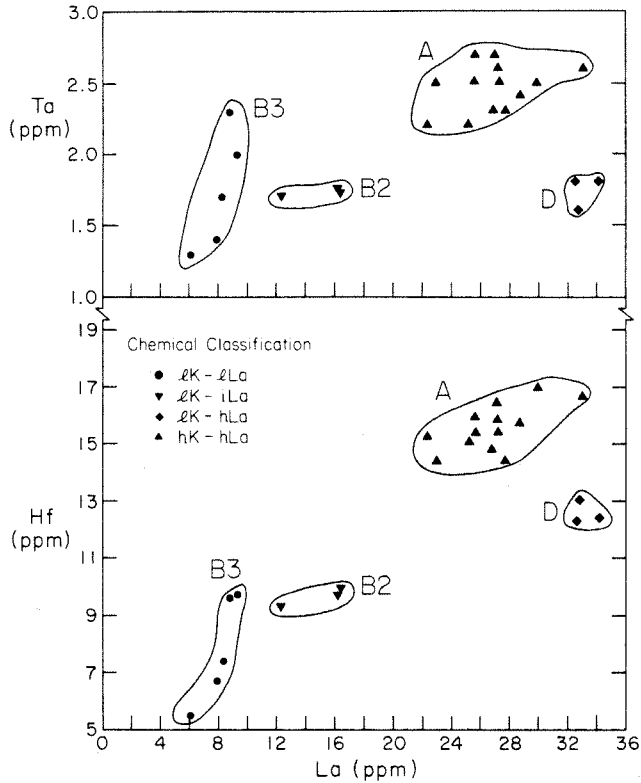 3.0
2.5
Ta
(ppm)
2.0
1.5
1.0
A
B3
B2
D
19
17
15
13
Hf
(ppm)
11
9
7
5
Chemical Classification
● ℓK-ℓLa
▼ ℓK-iLa
◆ ℓK-hLa
▲ hK-hLa
A
D
B3
B2
0 4 8 12 16 20 24 28 32 36
La (ppm)